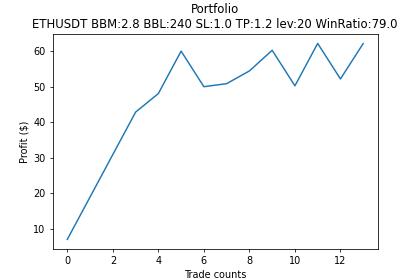 Portfolio
ETHUSDT BBM:2.8 BBL:240 SL:1.0 TP:1.2 lev:20 WinRatio:79.0
60
50
40
30
20
10
Profit ($)
0 2 4 6 8 10 12
Trade counts